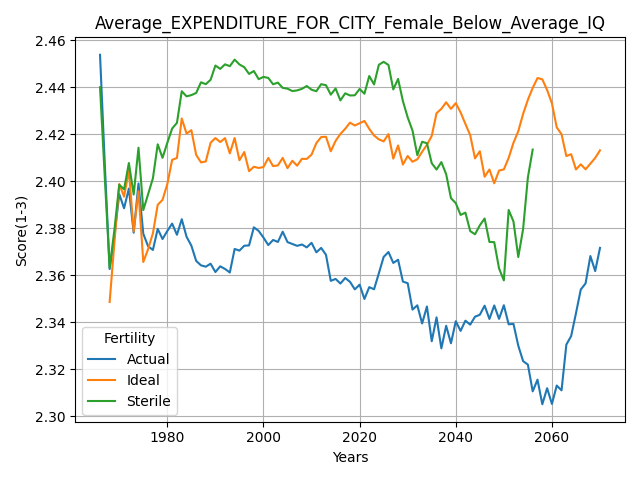 Average_EXPENDITURE_FOR_CITY_Female_Below_Average_IQ
2.46
2.44
2.42
2.40
2.38
2.36
2.34
2.32
2.30
Score(1-3)
Fertility
Actual
Ideal
Sterile
1980 2000 2020 2040 2060
Years